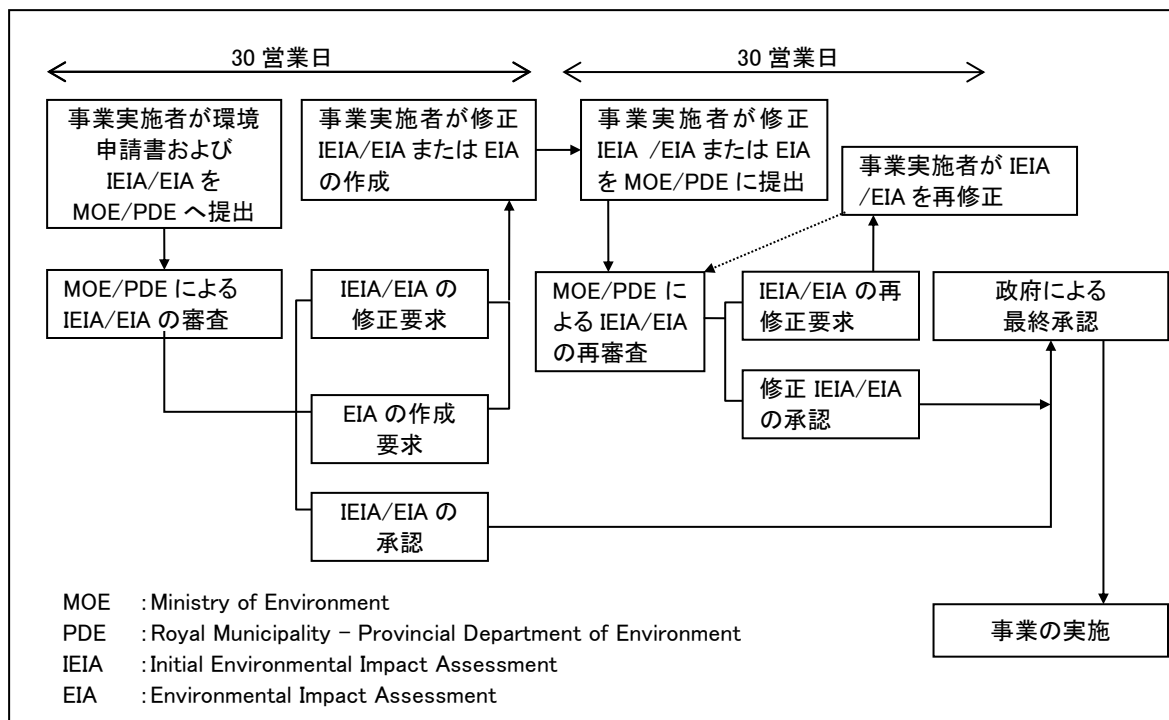 30 営業日
30 営業日
事業実施者が環境
申請書および
IEIA/EIA を
MOE/PDE へ提出
事業実施者が修正
IEIA/EIA または EIA
の作成
事業実施者が修正
IEIA /EIA または EIA
を MOE/PDE に提出
事業実施者が IEIA
/EIA を再修正
MOE/PDE による
IEIA/EIA の審査
IEIA/EIA の
修正要求
MOE/PDE に
よる IEIA/EIA
の再審査
IEIA/EIA の再
修正要求
政府による
最終承認
EIA の作成
要求
修正 IEIA/EIA
の承認
IEIA/EIA の
承認
事業の実施
MOE :Ministry of Environment
PDE :Royal Municipality – Provincial Department of Environment
IEIA :Initial Environmental Impact Assessment
EIA :Environmental Impact Assessment